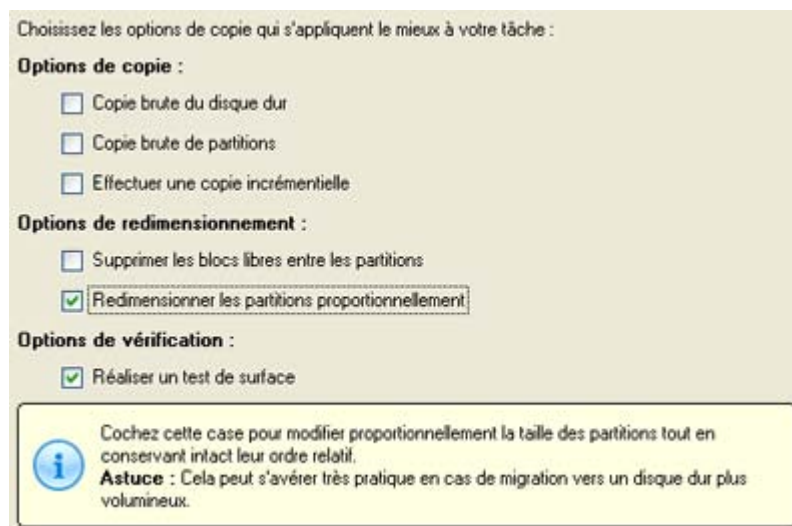 Choisissez les options de copie qui s'appliquent le mieux à votre tâche :
Options de copie :
Copie brute du disque dur
Copie brute de partitions
Effectuer une copie incrémentielle
Options de redimensionnement :
Supprimer les blocs libres entre les partitions
Redimensionner les partitions proportionnellement
Options de vérification :
Réaliser un test de surface
Cochez cette case pour modifier proportionnellement la taille des partitions tout en
conservant intact leur ordre relatif.
Astuce : Cela peut s'avérer très pratique en cas de migration vers un disque dur plus
volumineux.